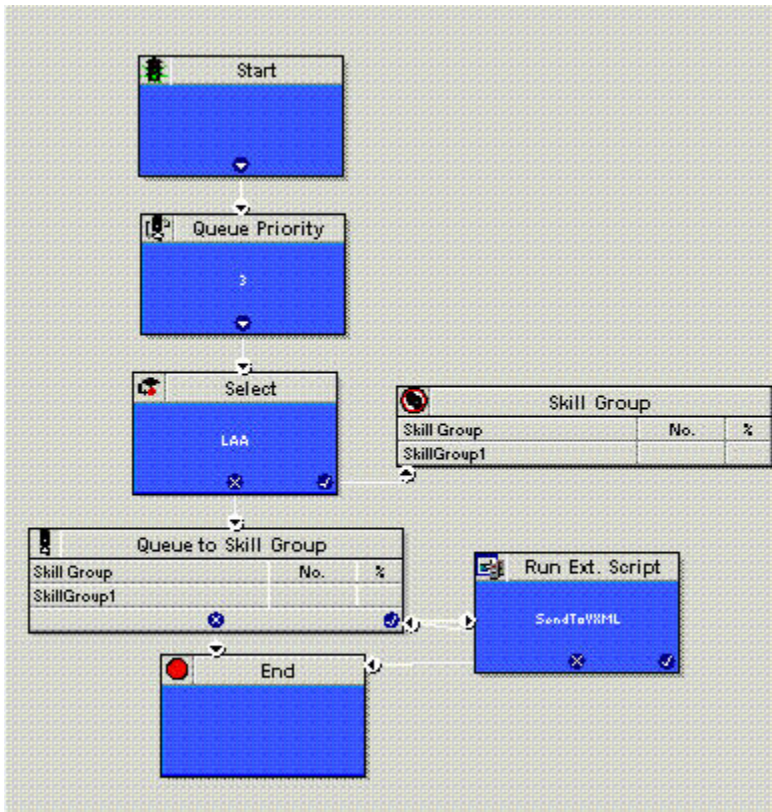 Start
Queue Priority
3
Select
LAA
Skill Group
Skill Group No. %
SkillGroup1
Queue to Skill Group
Skill Group No. %
SkillGroup1
Run Ext. Script
SendToVXML
End